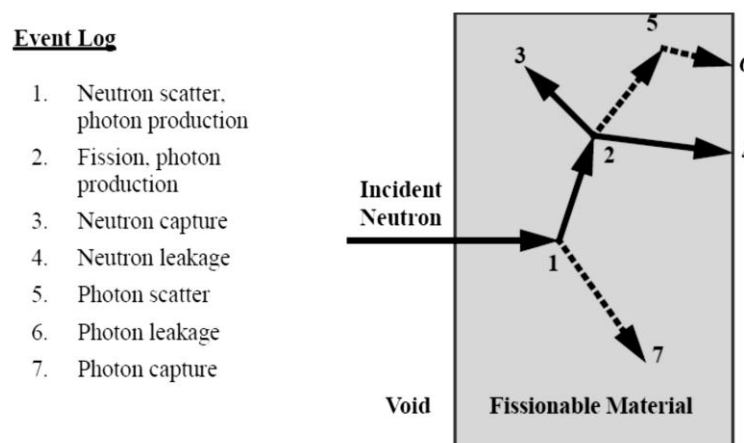 Event Log
1. Neutron scatter,
photon production
2. Fission, photon
production
3. Neutron capture
4. Neutron leakage
5. Photon scatter
6. Photon leakage
7. Photon capture
Incident
Neutron
Void
Fissionable Material
1
2
3
5
7